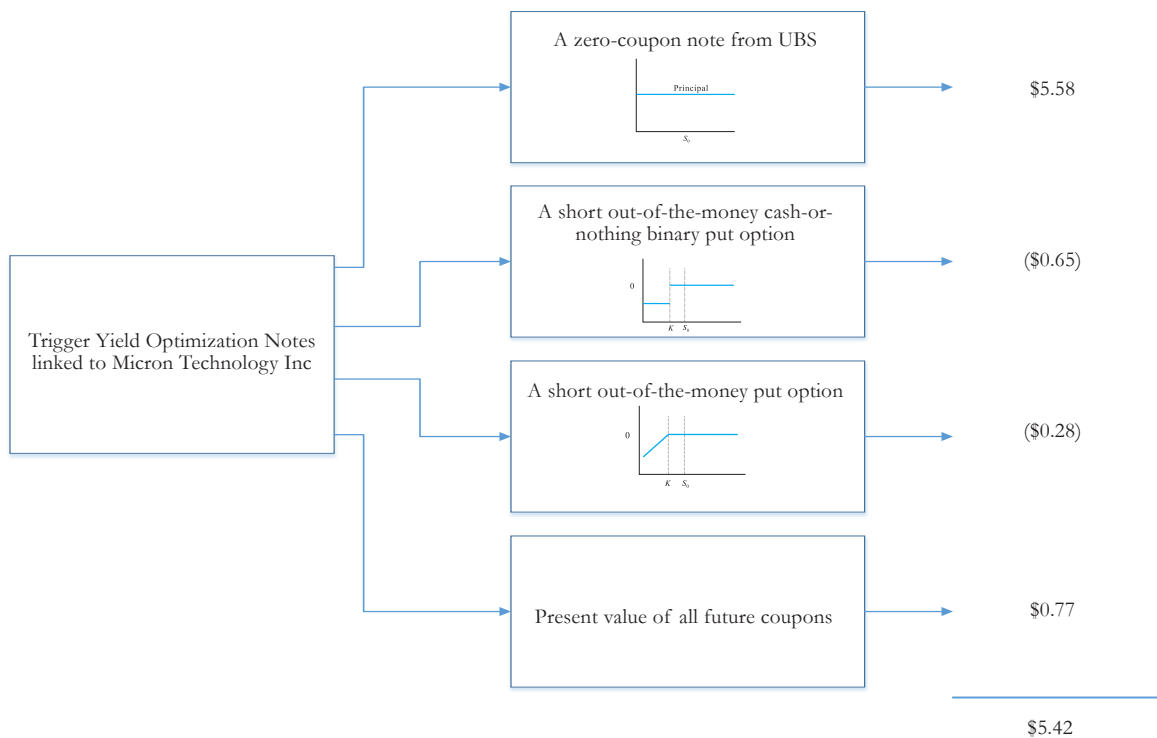 A zero-coupon note from UBS
Principal
S0
$5.58
A short out-of-the-money cash-or-
nothing binary put option
0
K
S0
($0.65)
Trigger Yield Optimization Notes
linked to Micron Technology Inc
A short out-of-the-money put option
0
K
S0
($0.28)
Present value of all future coupons
$0.77
$5.42